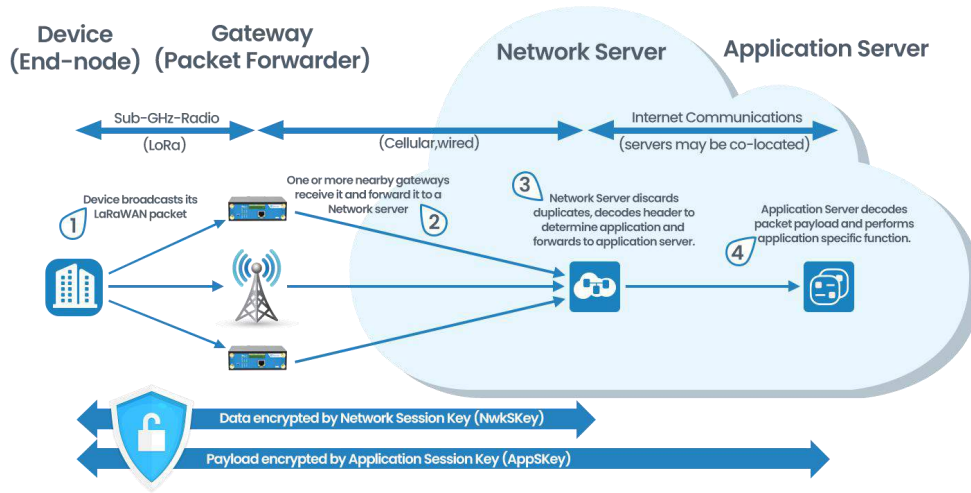 Device
(End-node)
Gateway
(Packet Forwarder)
Network Server
Application Server
Sub-GHz-Radio
(LoRa)
(Cellular,wired)
Internet Communications
(servers may be co-located)
1
Device broadcasts its
LaRaWAN packet
One or more nearby gateways
receive it and forward it to a
Network server
2
3
Network Server discards
duplicates, decodes header to
determine application and
forwards to application server.
4
Application Server decodes
packet payload and performs
application specific function.
Data encrypted by Network Session Key (NwkSKey)
Payload encrypted by Application Session Key (AppSKey)